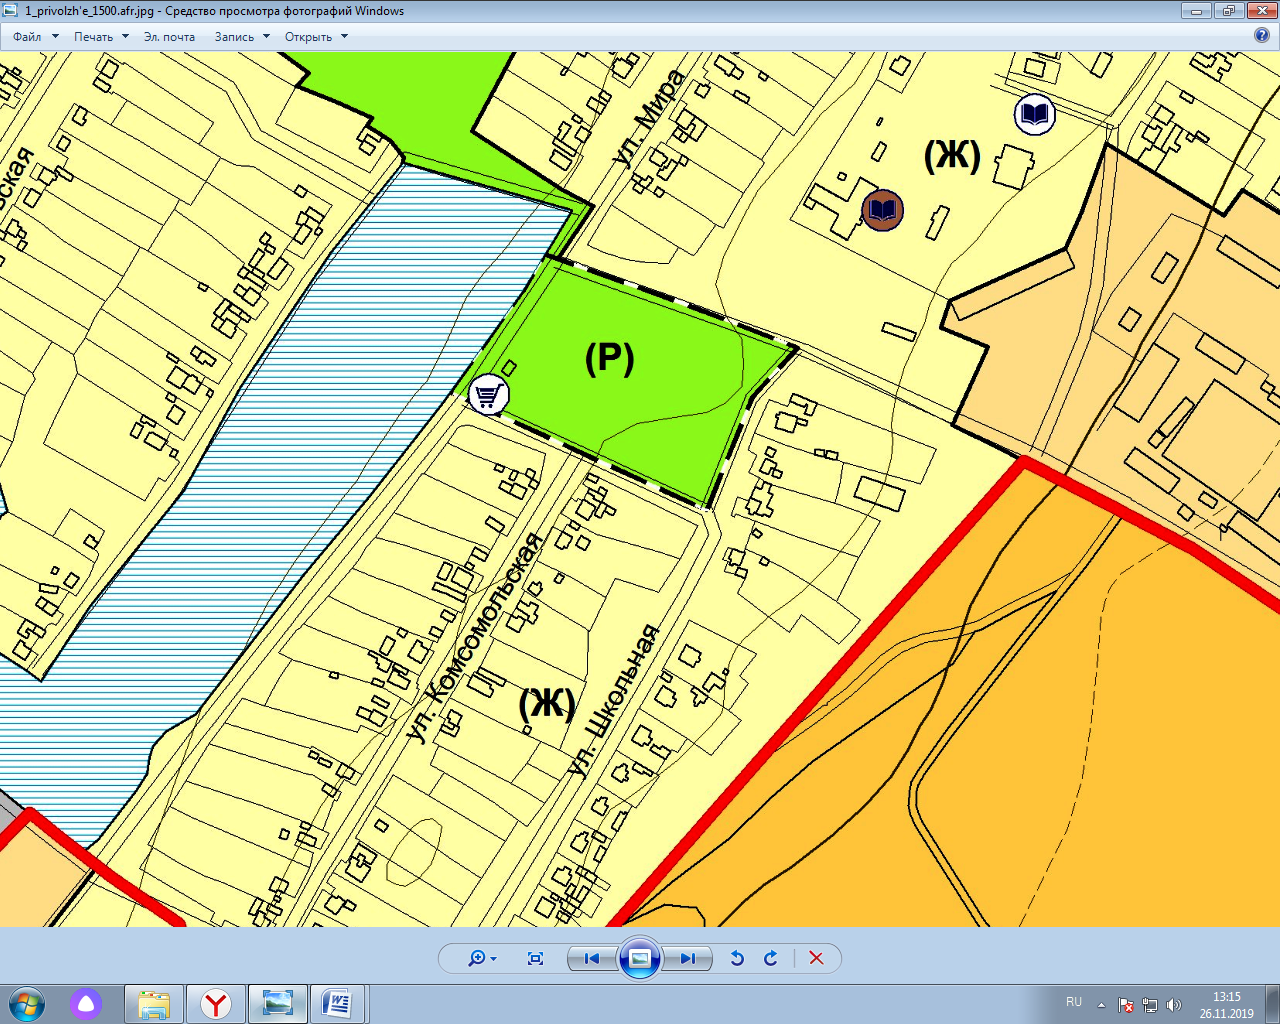 1_privolzh'e_1500.afr.jpg - Средство просмотра фотографий Windows
Файл Печать Эл. почта Запись Открыть
ул. Мира
(Ж)
ская
(Р)
ул. Комсомольская
ул. Школьная
(Ж)
RU
13:15
26.11.2019